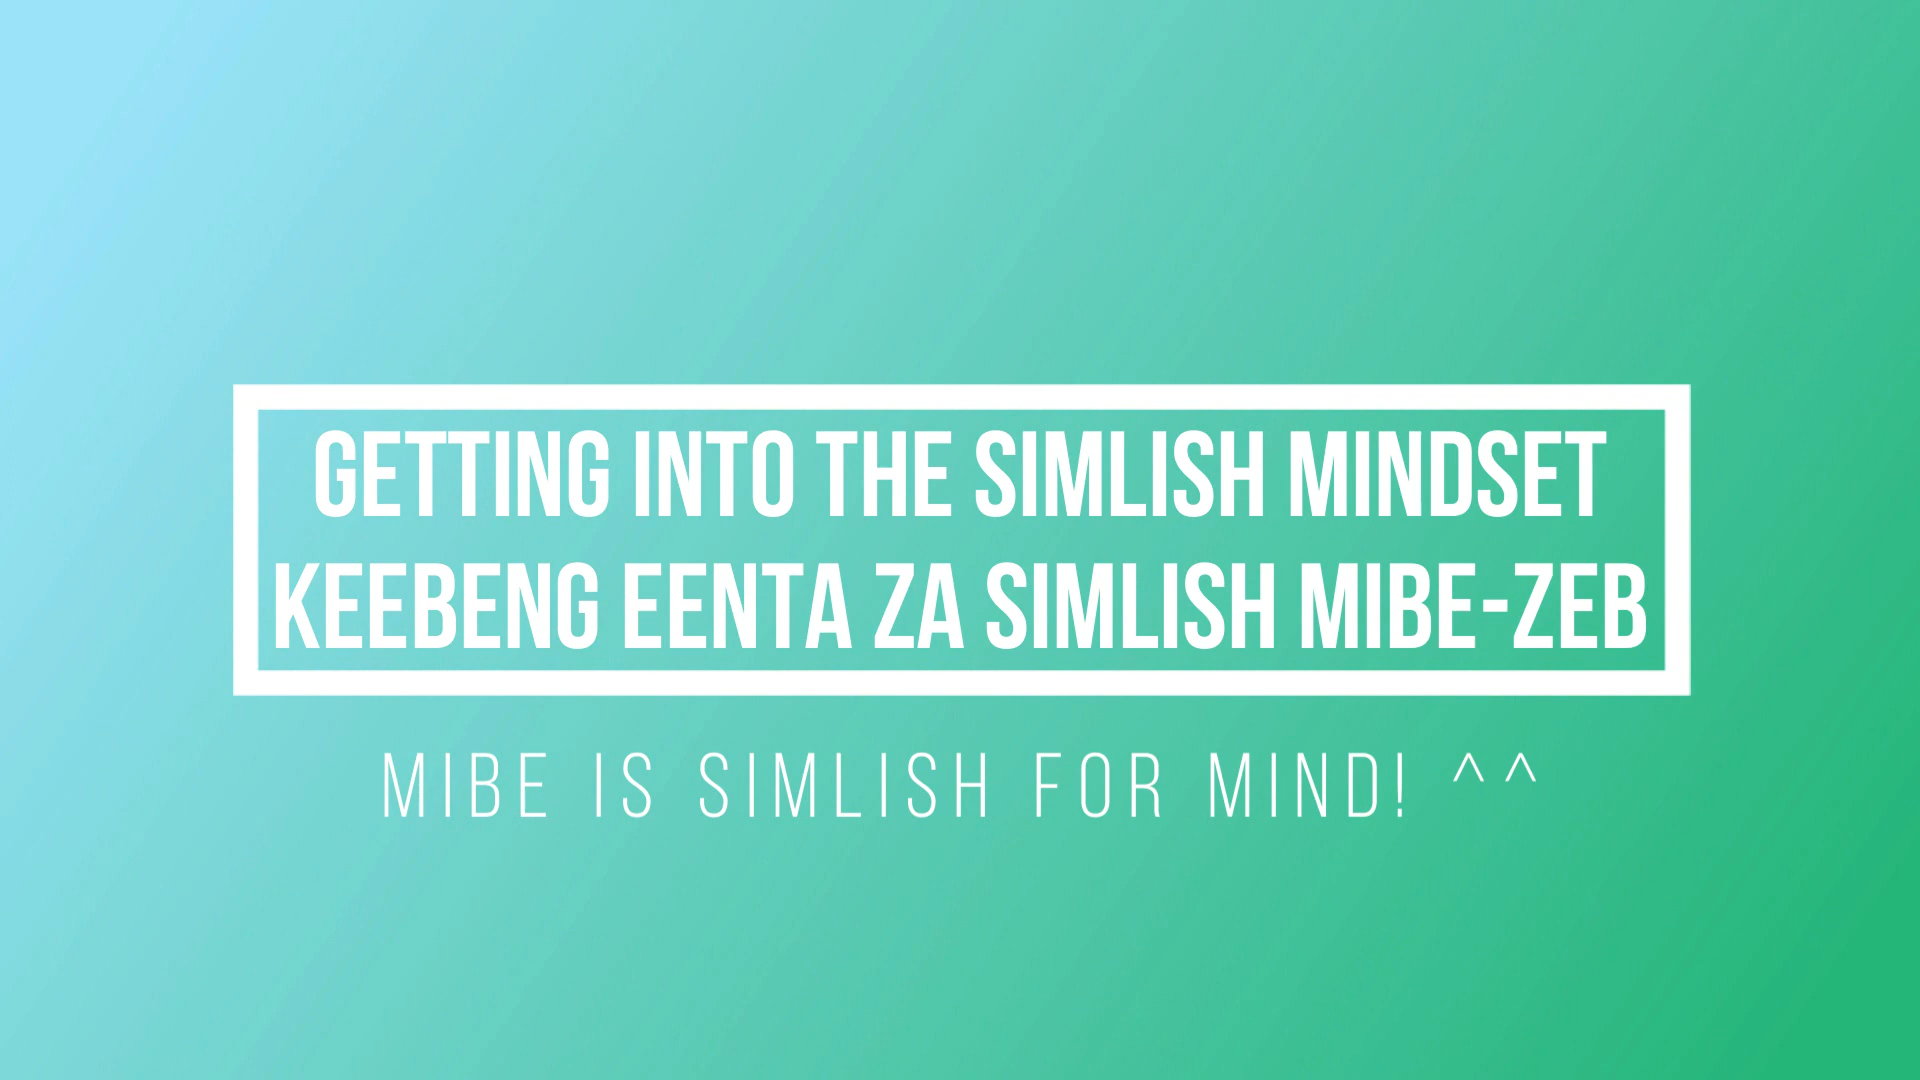 GETTING INTO THE SIMLISH MINDSET
KEEBENG EENTA ZA SIMLISH MIBE-ZEB
MIBE IS SIMLISH FOR MIND! ^^